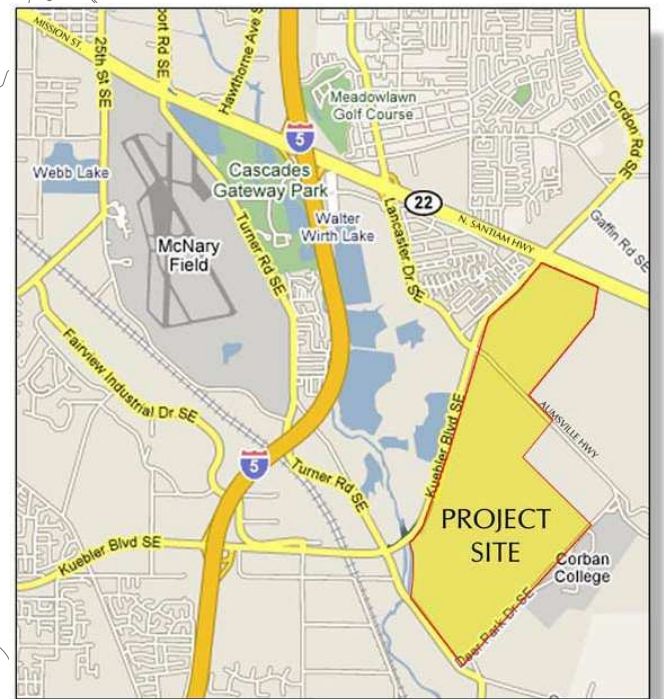 MISSION ST.
25th St SE
port Rd SE
Hawthorne Ave S
5
Meadowlawn
Golf Course
Cordon Rd SE
Webb Lake
Cascades
Gateway Park
22
N. SANTIAM HWY
Gaffin Rd SE
Walter
Wirth Lake
Lancaster Dr SE
McNary
Field
Turner Rd SE
Fairview Industrial Dr SE
Kuebler Blvd SE
AUMSVILLE HWY
5
Turner Rd SE
PROJECT
SITE
Kuebler Blvd SE
Corban
College
Deer Park Dr SE